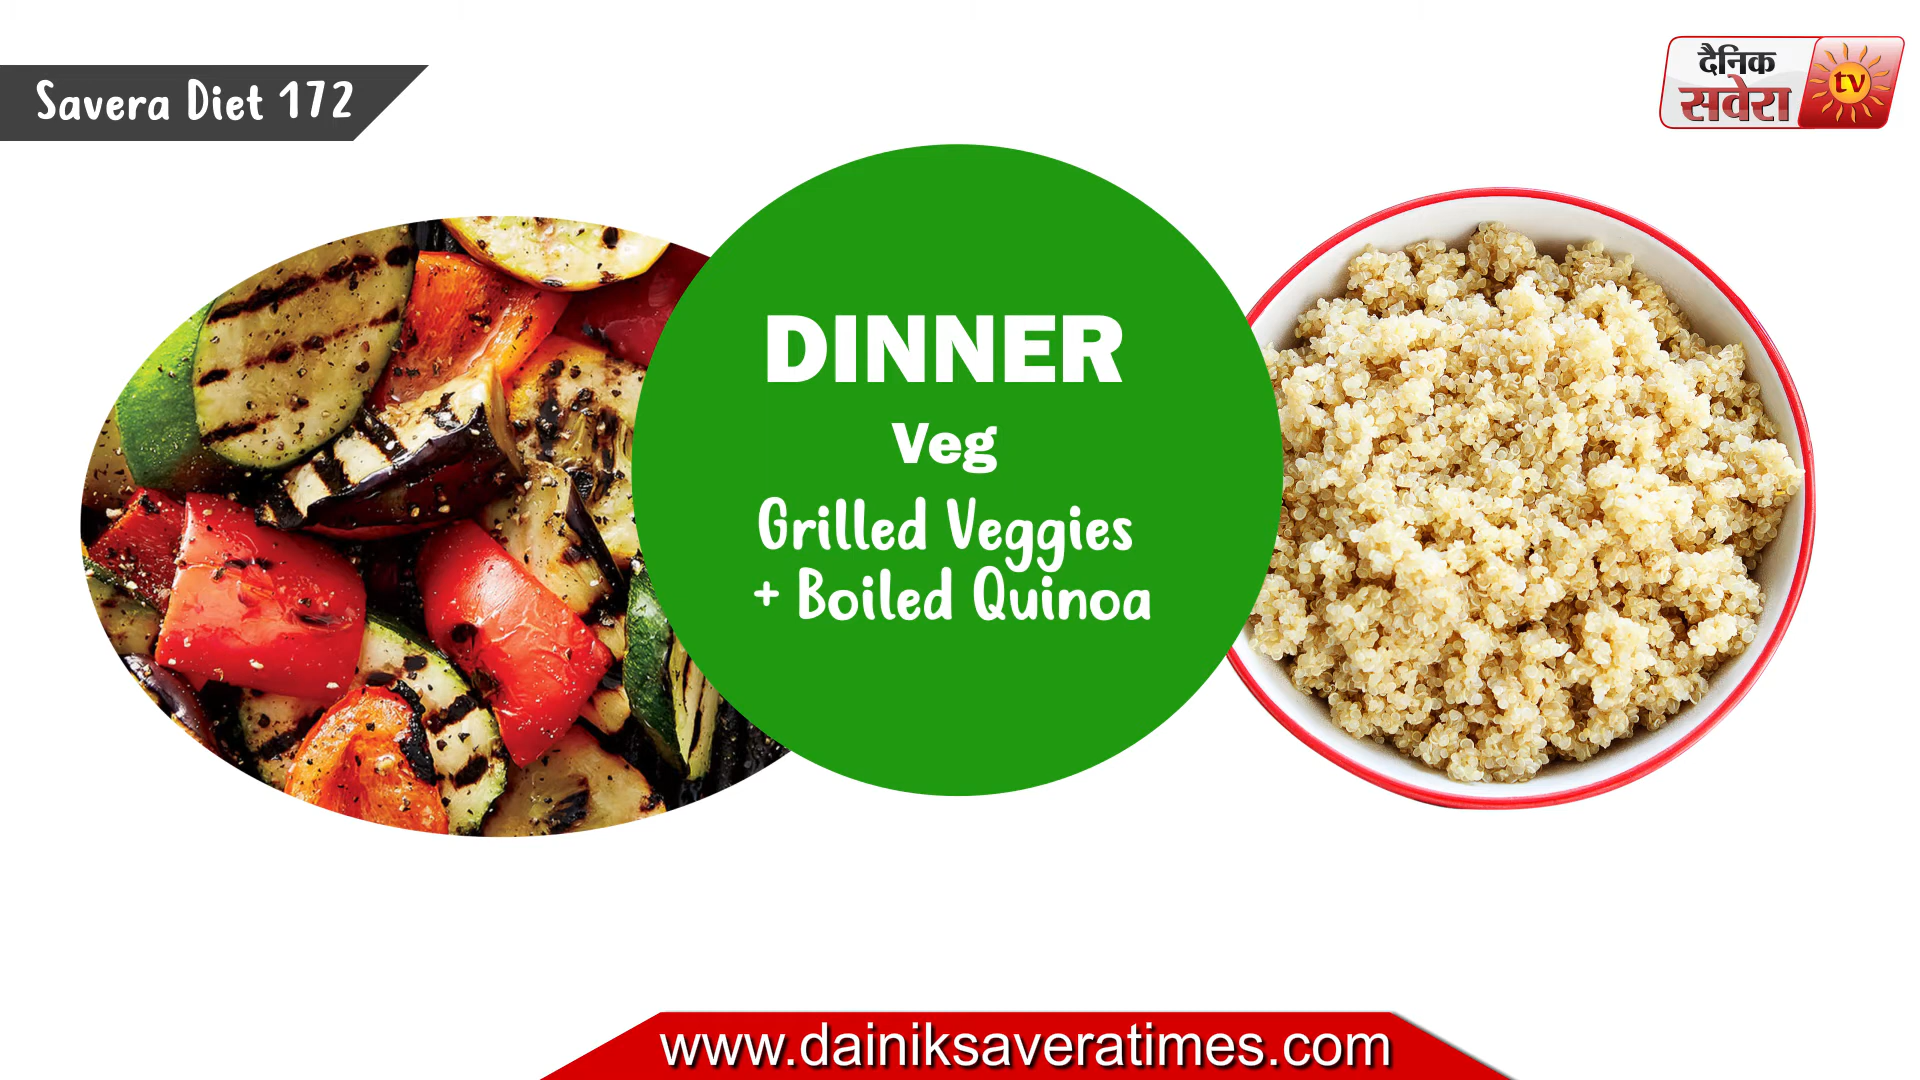 Savera Diet 172
दैनिक
सवेरा
tv
DINNER
Veg
Grilled Veggies
+ Boiled Quinoa
www.dainiksaveratimes.com